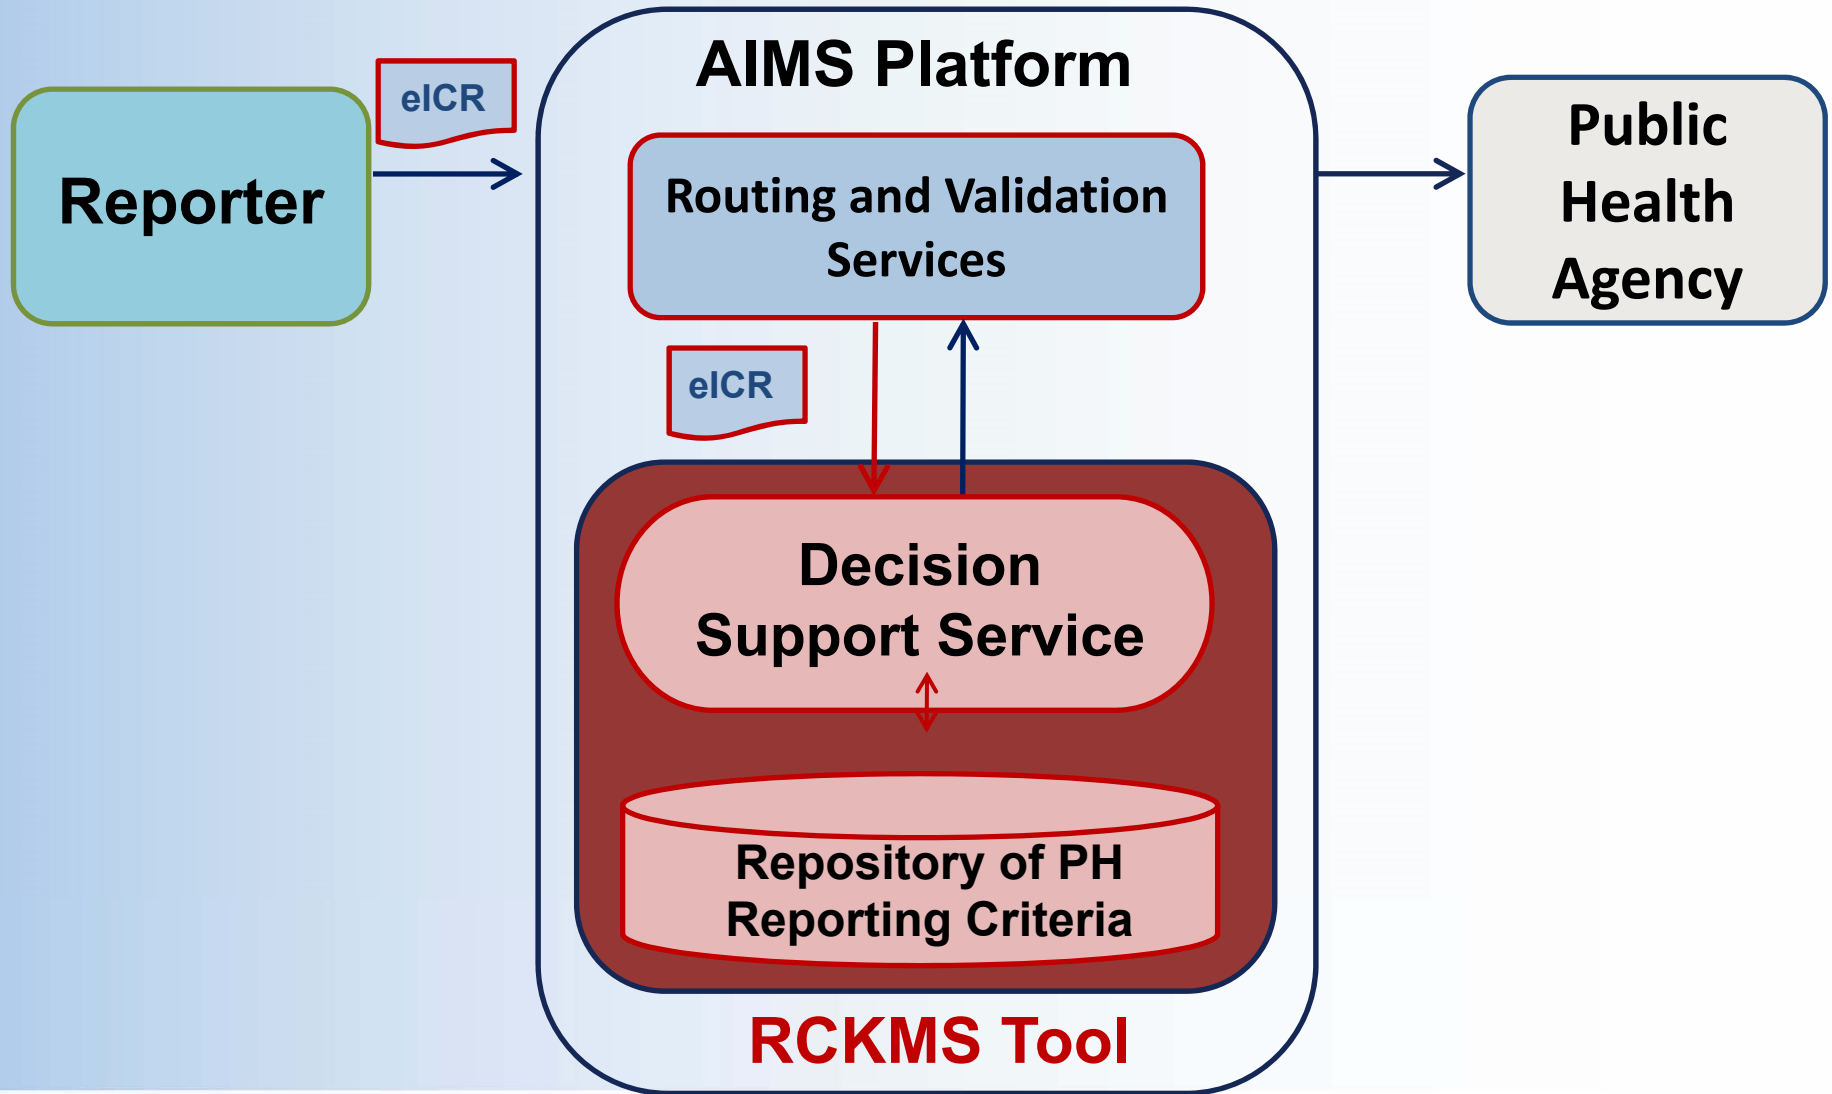 AIMS Platform
eICR
Reporter
Routing and Validation
Services
Public
Health
Agency
eICR
Decision
Support Service
Repository of PH
Reporting Criteria
RCKMS Tool